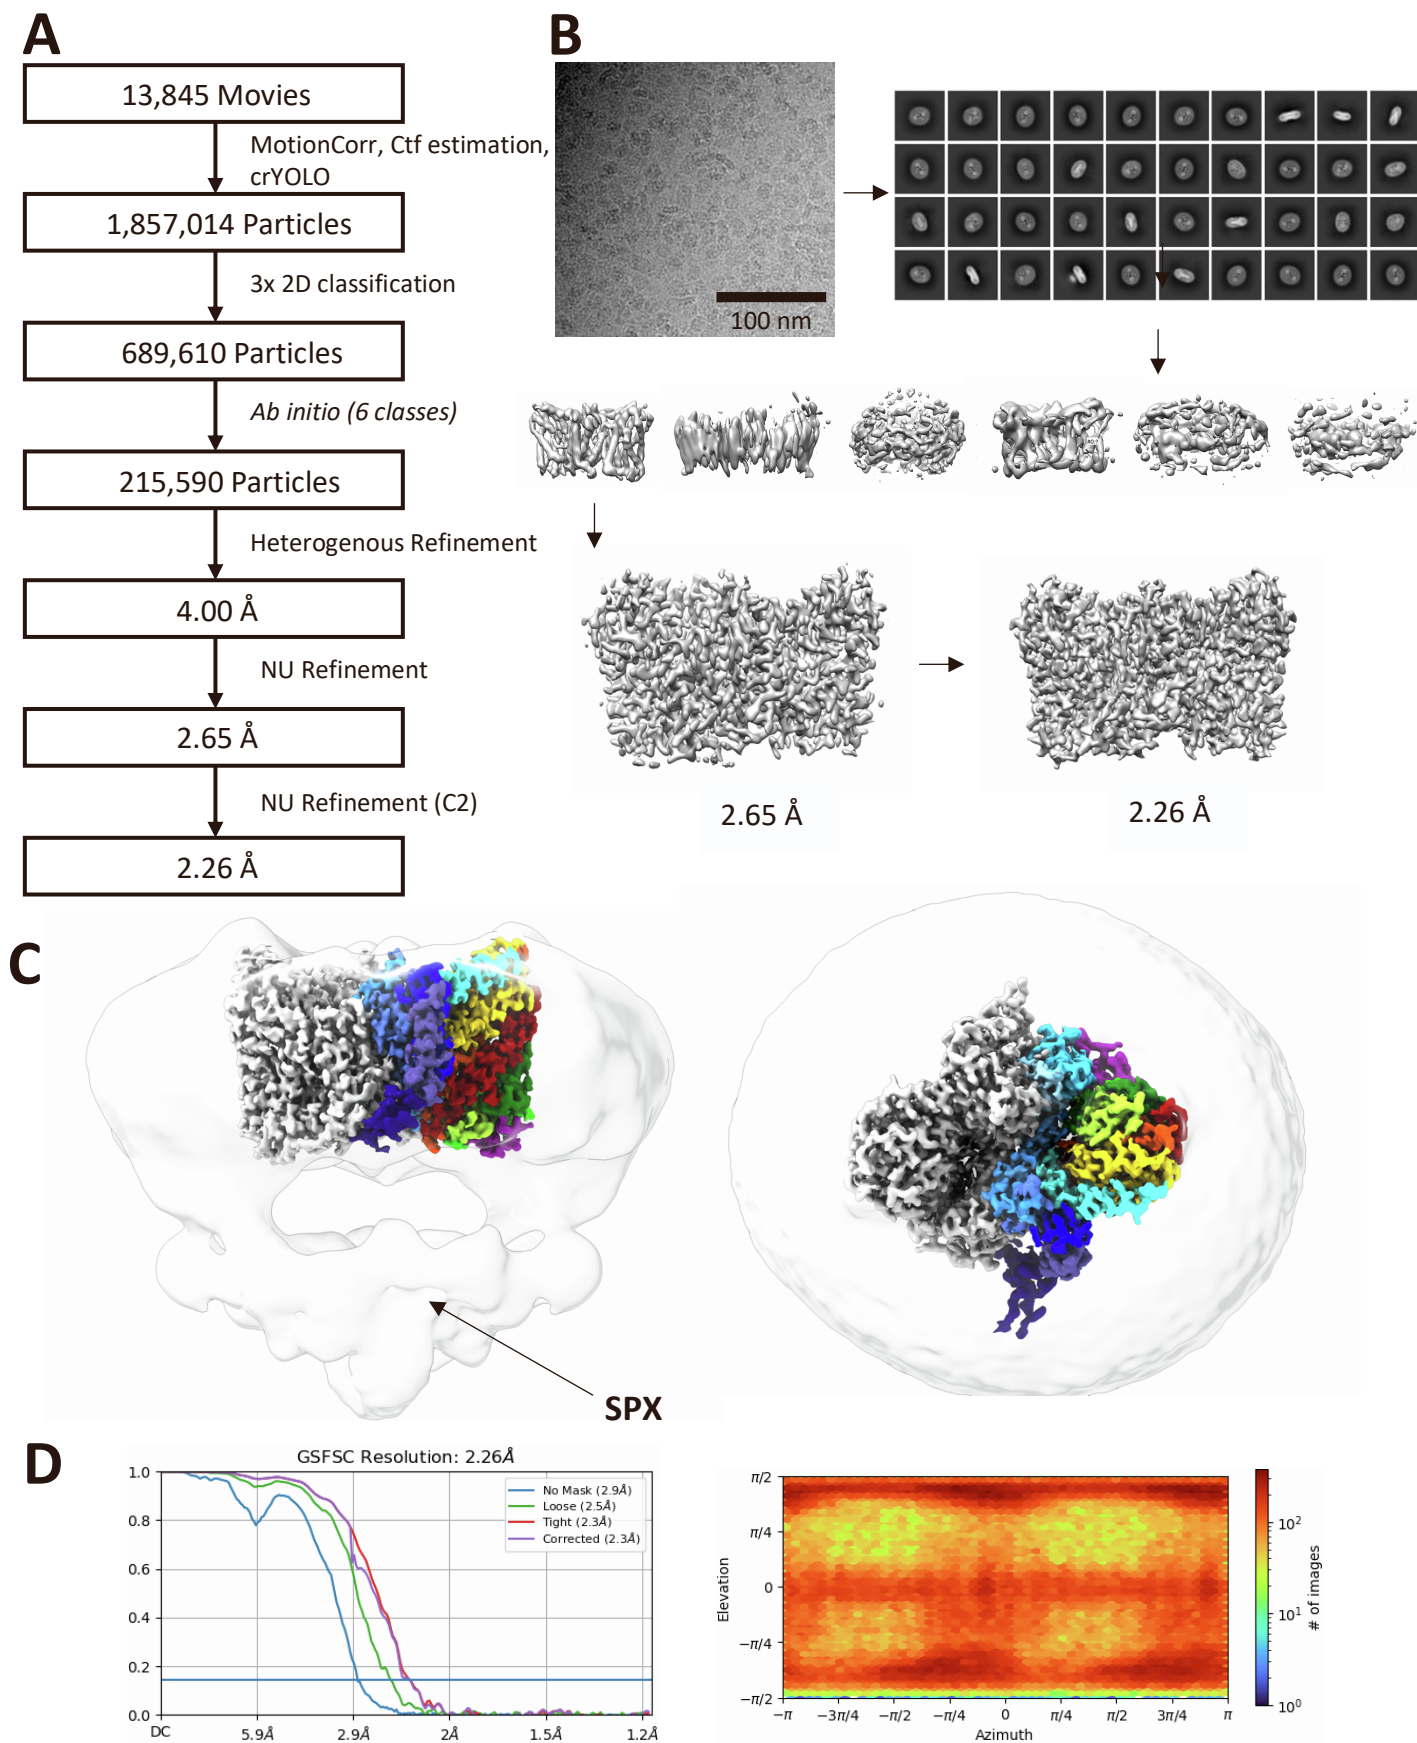 A
13,845 Movies
MotionCorr, Ctf estimation,
crYOLO
1,857,014 Particles
3x 2D classification
689,610 Particles
Ab initio (6 classes)
215,590 Particles
Heterogenous Refinement
4.00 Å
NU Refinement
2.65 Å
NU Refinement (C2)
2.26 Å
B
100 nm
2.65 Å
2.26 Å
C
SPX
D
GSFSC Resolution: 2.26Å
No Mask (2.9Å)
Loose (2.5Å)
Tight (2.3Å)
Corrected (2.3Å)
1.0
0.8
0.6
0.4
0.2
0.0
DC
5.9Å
2.9Å
2Å
1.5Å
1.2Å
Elevation
π/2
π/4
0
−π/4
−π/2
−π
−3π/4
−π/2
−π/4
0
π/4
π/2
3π/4
π
Azimuth
10²
10¹
10⁰
# of images